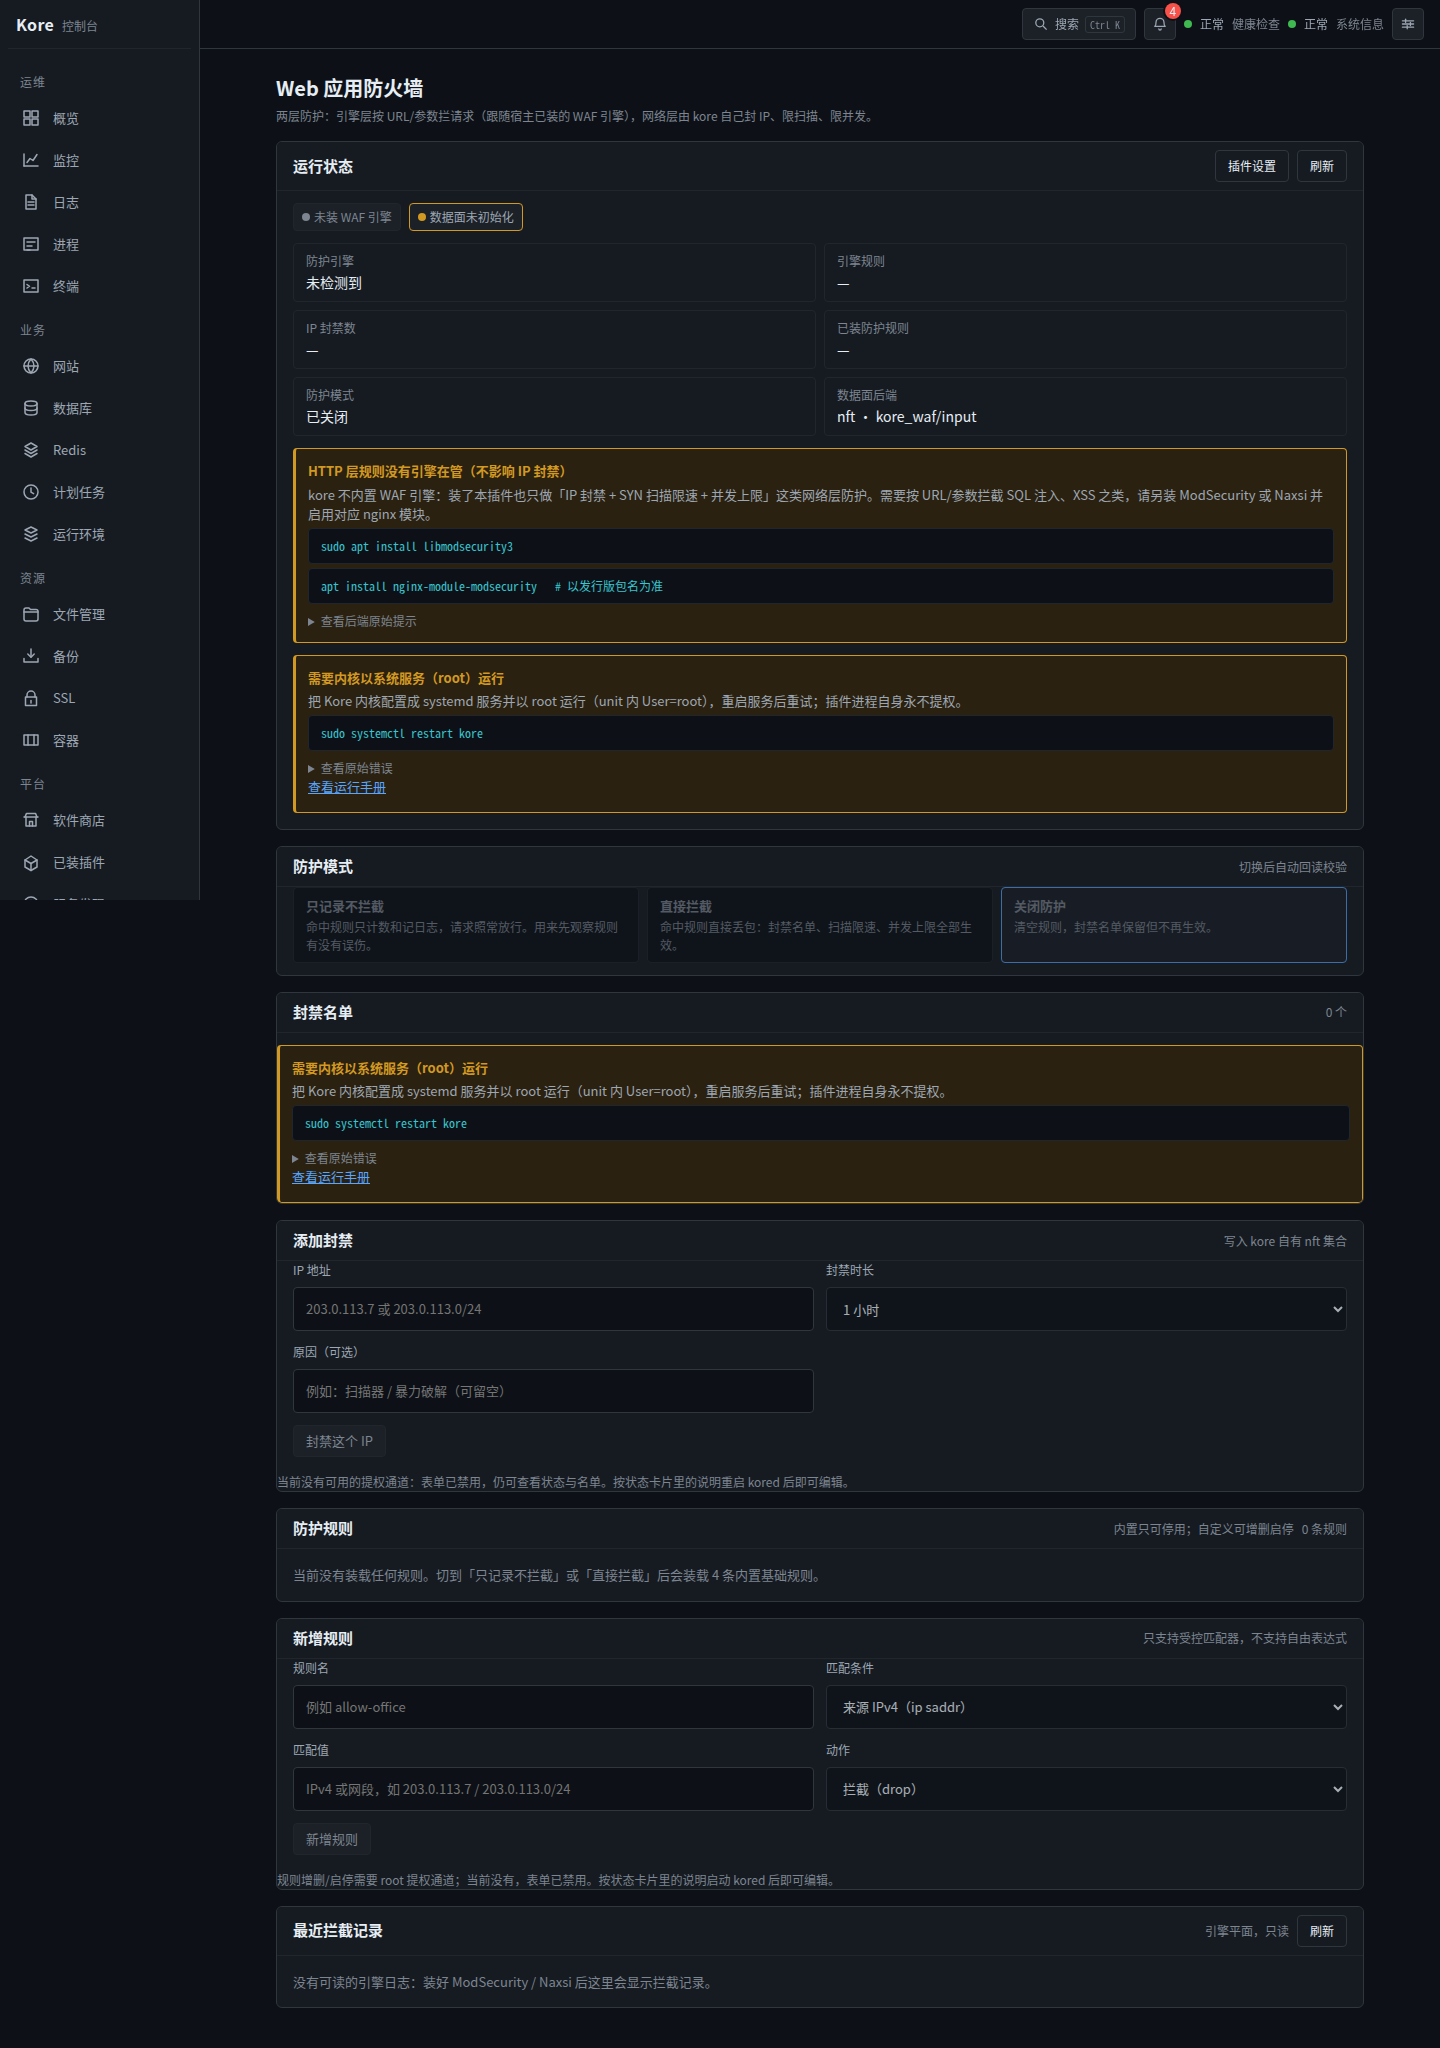 Kore 控制台
搜索 Ctrl K
4
正常 健康检查 正常 系统信息
运维
概览
监控
日志
进程
终端
业务
网站
数据库
Redis
计划任务
运行环境
资源
文件管理
备份
SSL
容器
平台
软件商店
已装插件
Web 应用防火墙
两层防护：引擎层按 URL/参数拦请求（跟随宿主已装的 WAF 引擎），网络层由 kore 自己封 IP、限扫描、限并发。
运行状态
插件设置 刷新
未装 WAF 引擎 数据面未初始化
防护引擎
未检测到
引擎规则
—
IP 封禁数
—
已装防护规则
—
防护模式
已关闭
数据面后端
nft · kore_waf/input
HTTP 层规则没有引擎在管（不影响 IP 封禁）
kore 不内置 WAF 引擎：装了本插件也只做「IP 封禁 + SYN 扫描限速 + 并发上限」这类网络层防护。需要按 URL/参数拦截 SQL 注入、XSS 之类，请另装 ModSecurity 或 Naxsi 并
启用对应 nginx 模块。
sudo apt install libmodsecurity3
apt install nginx-module-modsecurity # 以发行版包名为准
▶ 查看后端原始提示
需要内核以系统服务（root）运行
把 Kore 内核配置成 systemd 服务并以 root 运行（unit 内 User=root），重启服务后重试；插件进程自身永不提权。
sudo systemctl restart kore
▶ 查看原始错误
查看运行手册
防护模式
切换后自动回读校验
只记录不拦截
命中规则只计数和记日志，请求照常放行。用来先观察规则
有没有误伤。
直接拦截
命中规则直接丢包：封禁名单、扫描限速、并发上限全部生
效。
关闭防护
清空规则，封禁名单保留但不再生效。
封禁名单
0 个
需要内核以系统服务（root）运行
把 Kore 内核配置成 systemd 服务并以 root 运行（unit 内 User=root），重启服务后重试；插件进程自身永不提权。
sudo systemctl restart kore
▶ 查看原始错误
查看运行手册
添加封禁
写入 kore 自有 nft 集合
IP 地址
203.0.113.7 或 203.0.113.0/24
封禁时长
1 小时
原因（可选）
例如：扫描器 / 暴力破解（可留空）
封禁这个 IP
当前没有可用的提权通道：表单已禁用，仍可查看状态与名单。按状态卡片里的说明重启 kored 后即可编辑。
防护规则
内置只可停用；自定义可增删启停 0 条规则
当前没有装载任何规则。切到「只记录不拦截」或「直接拦截」后会装载 4 条内置基础规则。
新增规则
只支持受控匹配器，不支持自由表达式
规则名
例如 allow-office
匹配条件
来源 IPv4（ip saddr）
匹配值
IPv4 或网段，如 203.0.113.7 / 203.0.113.0/24
动作
拦截（drop）
新增规则
规则增删/启停需要 root 提权通道；当前没有，表单已禁用。按状态卡片里的说明启动 kored 后即可编辑。
最近拦截记录
引擎平面，只读 刷新
没有可读的引擎日志：装好 ModSecurity / Naxsi 后这里会显示拦截记录。